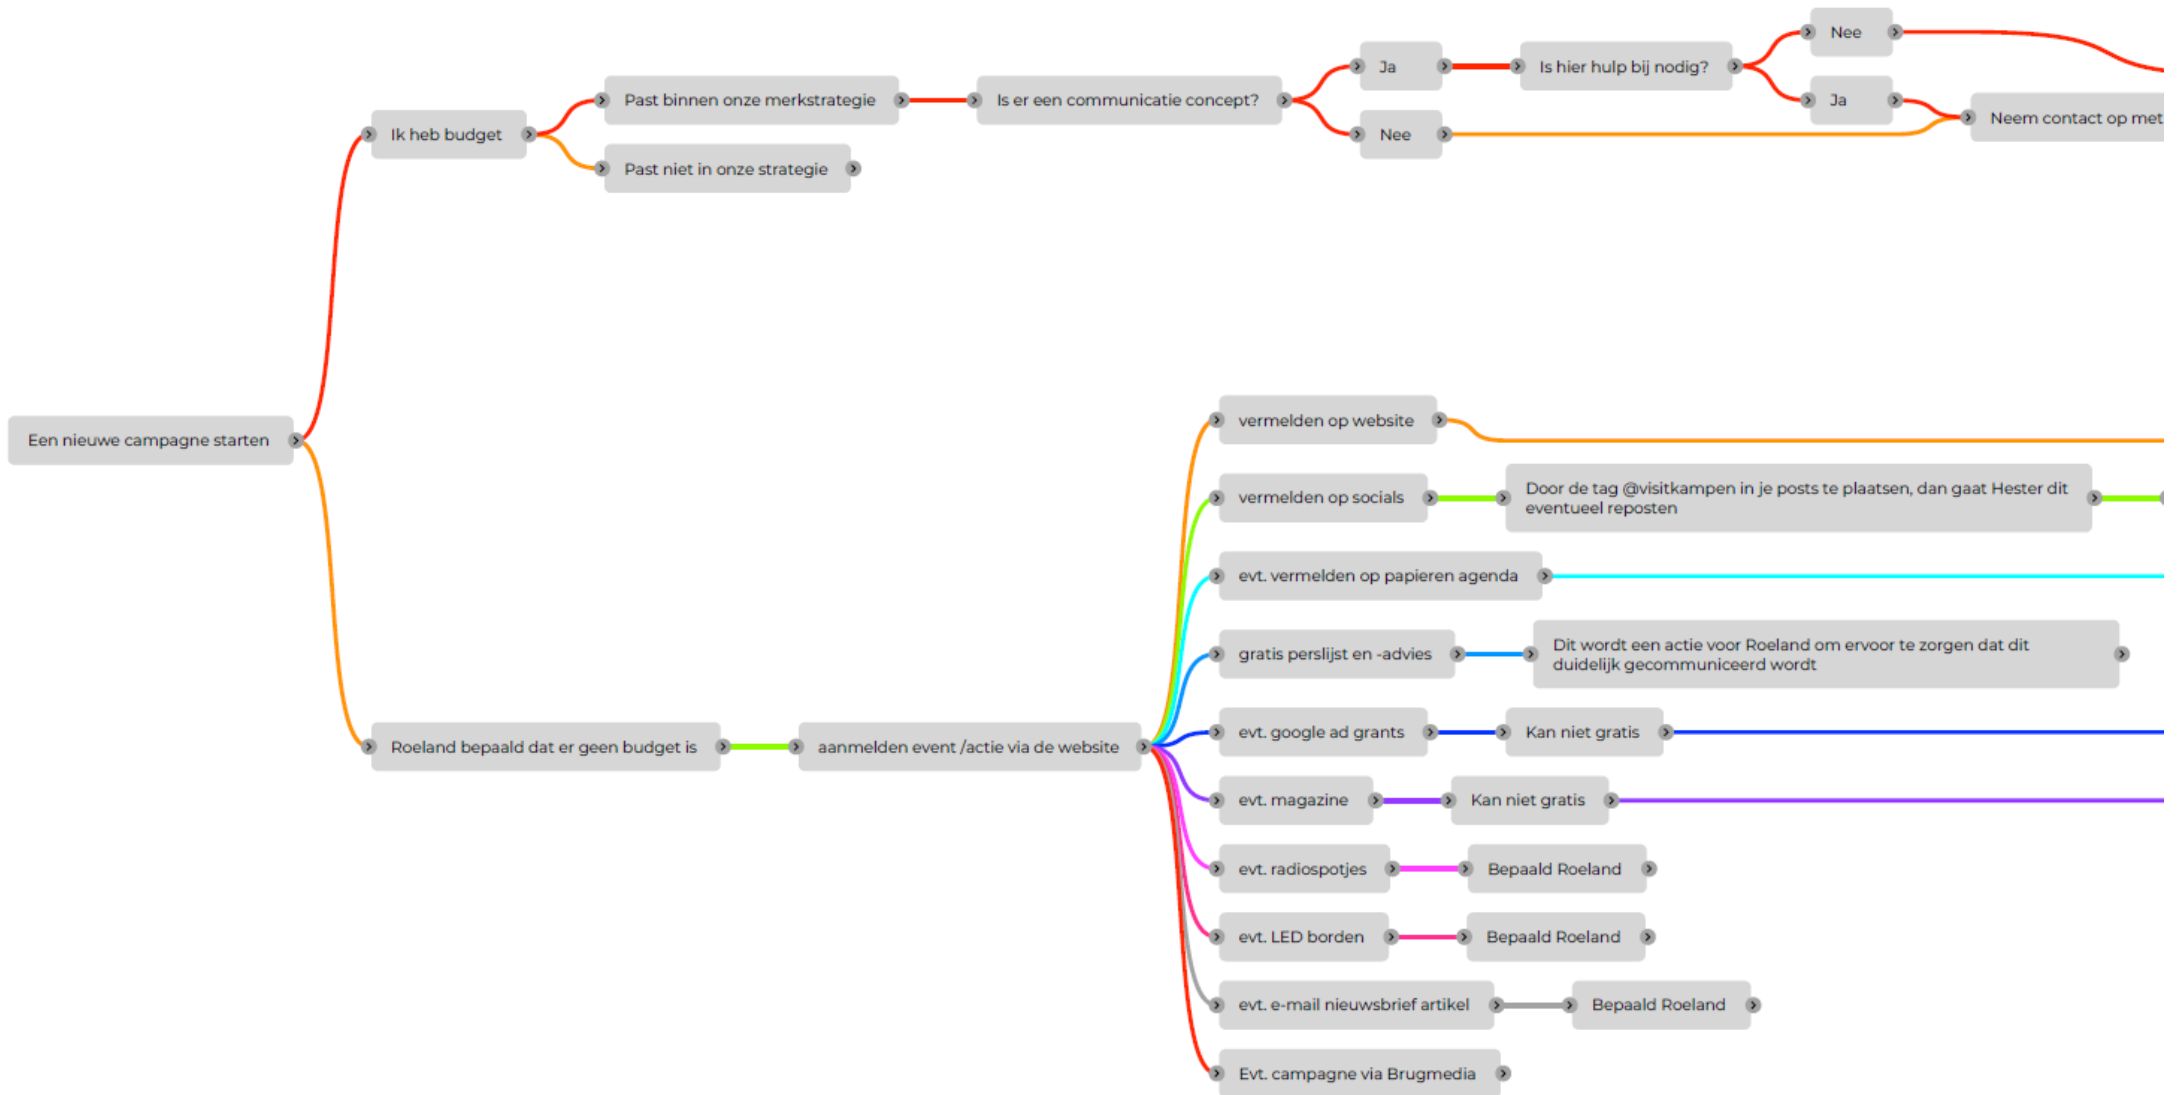 Nee
Ja
Is hier hulp bij nodig?
Past binnen onze merkstrategie
Is er een communicatie concept?
Ja
Neem contact op met
Ik heb budget
Nee
Past niet in onze strategie
Een nieuwe campagne starten
vermelden op website
vermelden op socials
Door de tag @visitkampen in je posts te plaatsen, dan gaat Hester dit
eventueel reposten
evt. vermelden op papieren agenda
gratis perslijst en -advies
Dit wordt een actie voor Roeland om ervoor te zorgen dat dit
duidelijk gecommuniceerd wordt
Roeland bepaald dat er geen budget is
aanmelden event /actie via de website
evt. google ad grants
Kan niet gratis
evt. magazine
Kan niet gratis
evt. radiospotjes
Bepaald Roeland
evt. LED borden
Bepaald Roeland
evt. e-mail nieuwsbrief artikel
Bepaald Roeland
Evt. campagne via Brugmedia